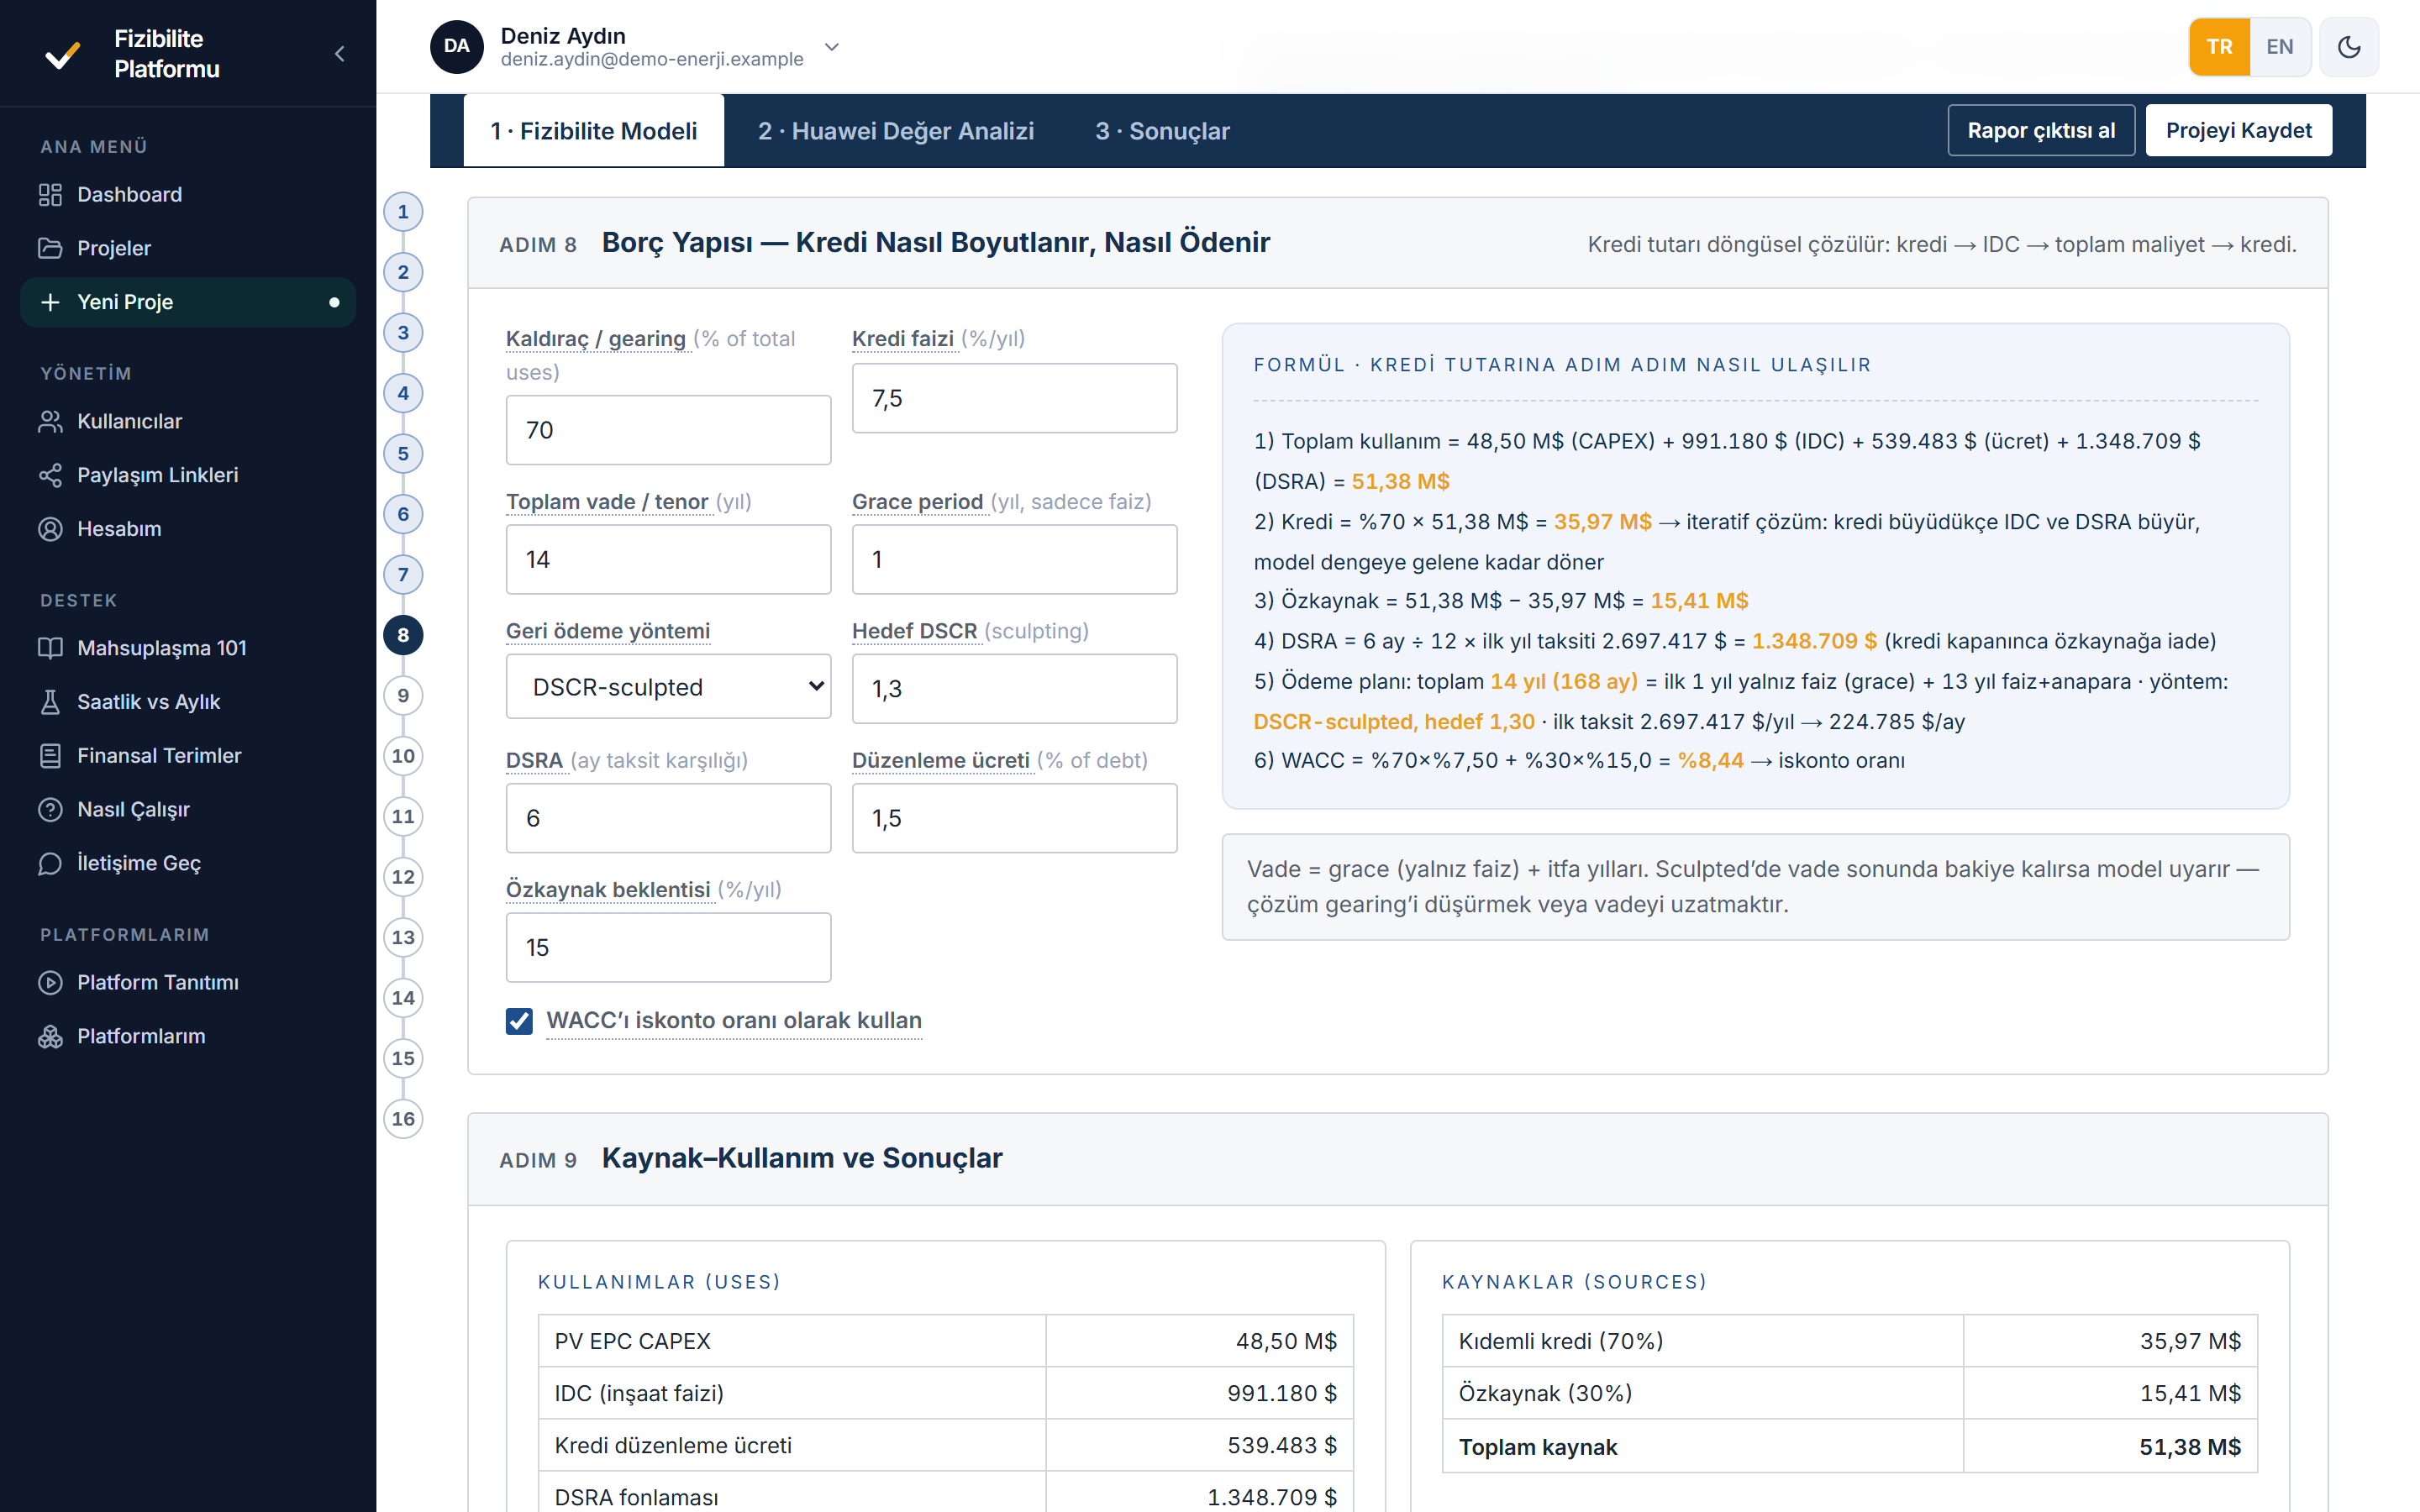 Fizibilite
Platformu
ANA MENÜ
Dashboard
Projeler
Yeni Proje
YÖNETİM
Kullanıcılar
Paylaşım Linkleri
Hesabım
DESTEK
Mahsuplaşma 101
Saatlik vs Aylık
Finansal Terimler
Nasıl Çalışır
İletişime Geç
PLATFORMLARIM
Platform Tanıtımı
Platformlarım
DA
Deniz Aydın
deniz.aydin@demo-enerji.example
TR
EN
1 · Fizibilite Modeli
2 · Huawei Değer Analizi
3 · Sonuçlar
Rapor çıktısı al
Projeyi Kaydet
1
2
3
4
5
6
7
8
9
10
11
12
13
14
15
16
ADIM 8 Borç Yapısı — Kredi Nasıl Boyutlanır, Nasıl Ödenir
Kredi tutarı döngüsel çözülür: kredi → IDC → toplam maliyet → kredi.
Kaldıraç / gearing (% of total
uses)
70
Kredi faizi (%/yıl)
7,5
Toplam vade / tenor (yıl)
14
Grace period (yıl, sadece faiz)
1
Geri ödeme yöntemi
DSCR-sculpted
Hedef DSCR (sculpting)
1,3
DSRA (ay taksit karşılığı)
6
Düzenleme ücreti (% of debt)
1,5
Özkaynak beklentisi (%/yıl)
15
WACC’ı iskonto oranı olarak kullan
FORMÜL · KREDİ TUTARINA ADIM ADIM NASIL ULAŞILIR
1) Toplam kullanım = 48,50 M$ (CAPEX) + 991.180 $ (IDC) + 539.483 $ (ücret) + 1.348.709 $
(DSRA) = 51,38 M$
2) Kredi = %70 × 51,38 M$ = 35,97 M$ → iteratif çözüm: kredi büyüdükçe IDC ve DSRA büyür,
model dengeye gelene kadar döner
3) Özkaynak = 51,38 M$ − 35,97 M$ = 15,41 M$
4) DSRA = 6 ay ÷ 12 × ilk yıl taksiti 2.697.417 $ = 1.348.709 $ (kredi kapanınca özkaynağa iade)
5) Ödeme planı: toplam 14 yıl (168 ay) = ilk 1 yıl yalnız faiz (grace) + 13 yıl faiz+anapara · yöntem:
DSCR-sculpted, hedef 1,30 · ilk taksit 2.697.417 $/yıl → 224.785 $/ay
6) WACC = %70×%7,50 + %30×%15,0 = %8,44 → iskonto oranı
Vade = grace (yalnız faiz) + itfa yılları. Sculpted’de vade sonunda bakiye kalırsa model uyarır —
çözüm gearing’i düşürmek veya vadeyi uzatmaktır.
ADIM 9 Kaynak–Kullanım ve Sonuçlar
KULLANIMLAR (USES)
PV EPC CAPEX 48,50 M$
IDC (inşaat faizi) 991.180 $
Kredi düzenleme ücreti 539.483 $
DSRA fonlaması 1.348.709 $
KAYNAKLAR (SOURCES)
Kıdemli kredi (70%) 35,97 M$
Özkaynak (30%) 15,41 M$
Toplam kaynak 51,38 M$